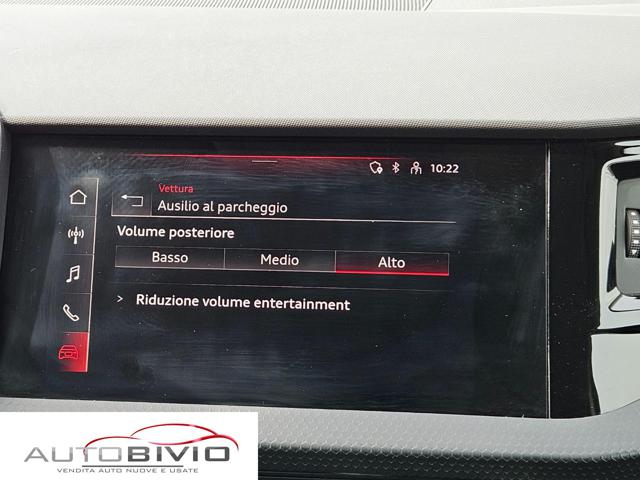 10:22
Vettura
Ausilio al parcheggio
Volume posteriore
Basso Medio Alto
> Riduzione volume entertainment
AUTOBIVIO
VENDITA AUTO NUOVE E USATE